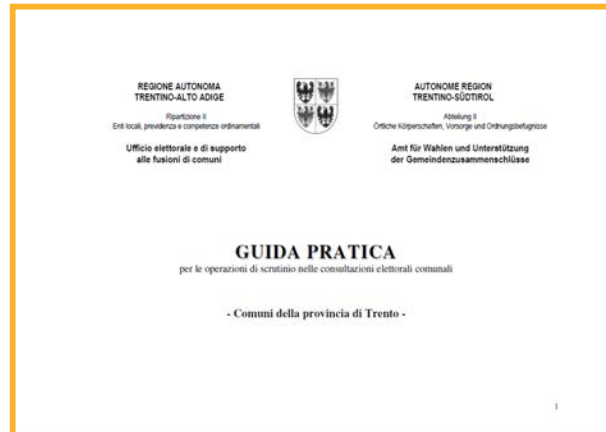 REGIONE AUTONOMA
TRENTINO-ALTO ADIGE
Ripartizione II
Enti locali, previdenza e competenze ordinamentali
Ufficio elettorale e di supporto
alle fusioni di comuni
AUTONOME REGION
TRENTINO-SÜDTIROL
Abteilung II
Örtliche Körperschaften, Vorsorge und Ordnungsbefugnisse
Amt für Wahlen und Unterstützung
der Gemeindenzusammenschlüsse
GUIDA PRATICA
per le operazioni di scrutinio nelle consultazioni elettorali comunali
- Comuni della provincia di Trento -
1